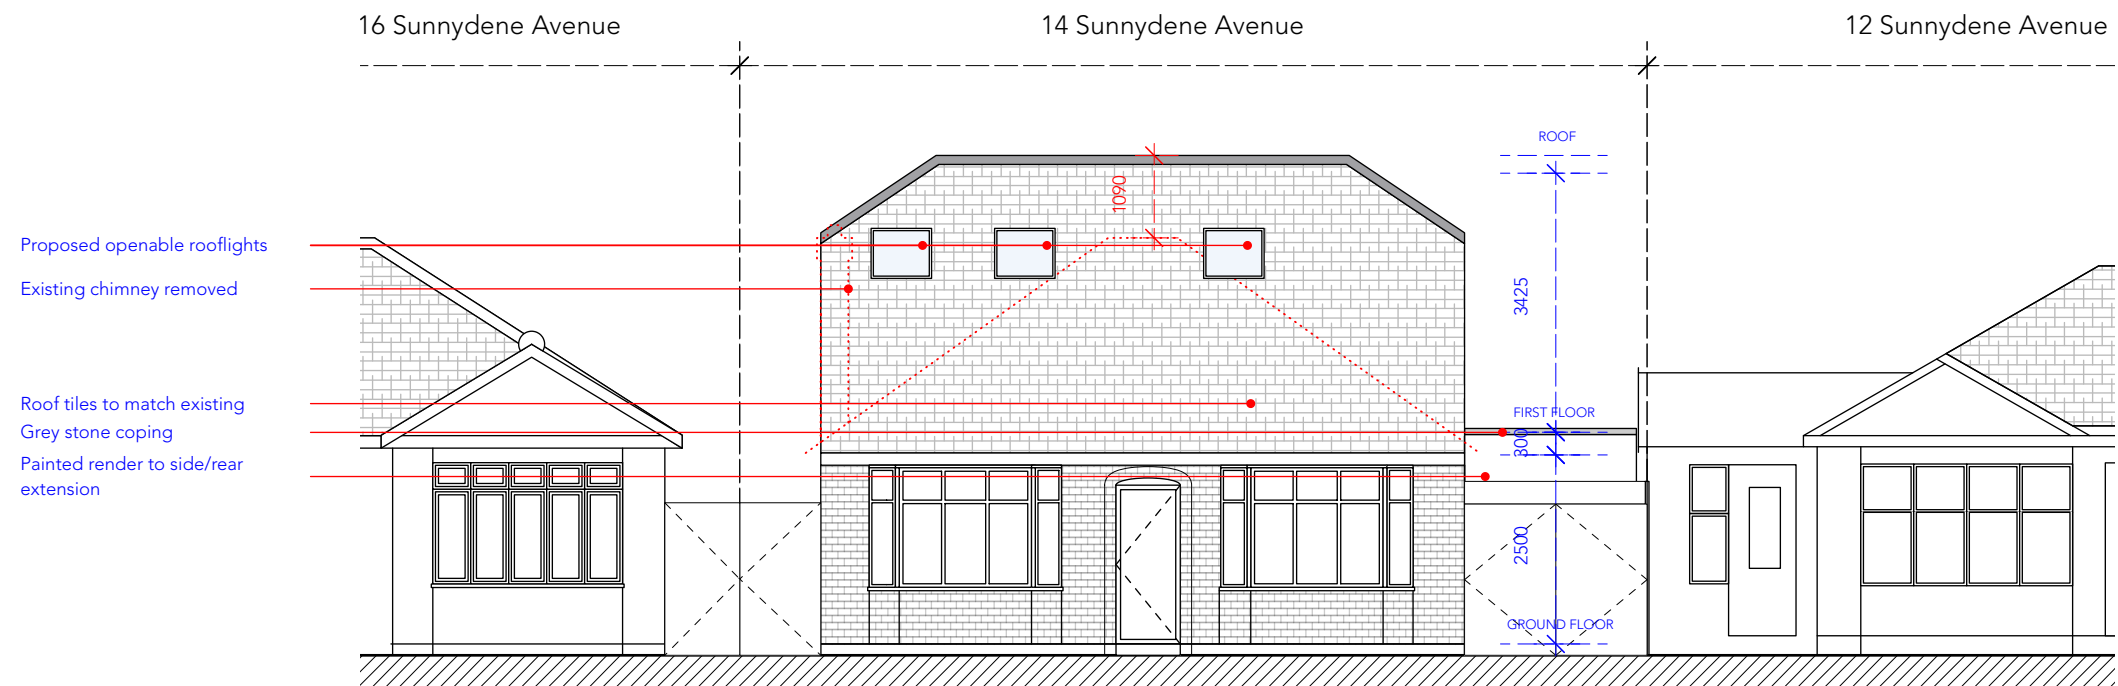 16 Sunnydene Avenue
14 Sunnydene Avenue
12 Sunnydene Avenue
ROOF
1090
Proposed openable rooflights
Existing chimney removed
3425
Roof tiles to match existing
FIRST FLOOR
Grey stone coping
300
Painted render to side/rear
extension
2500
GROUND FLOOR